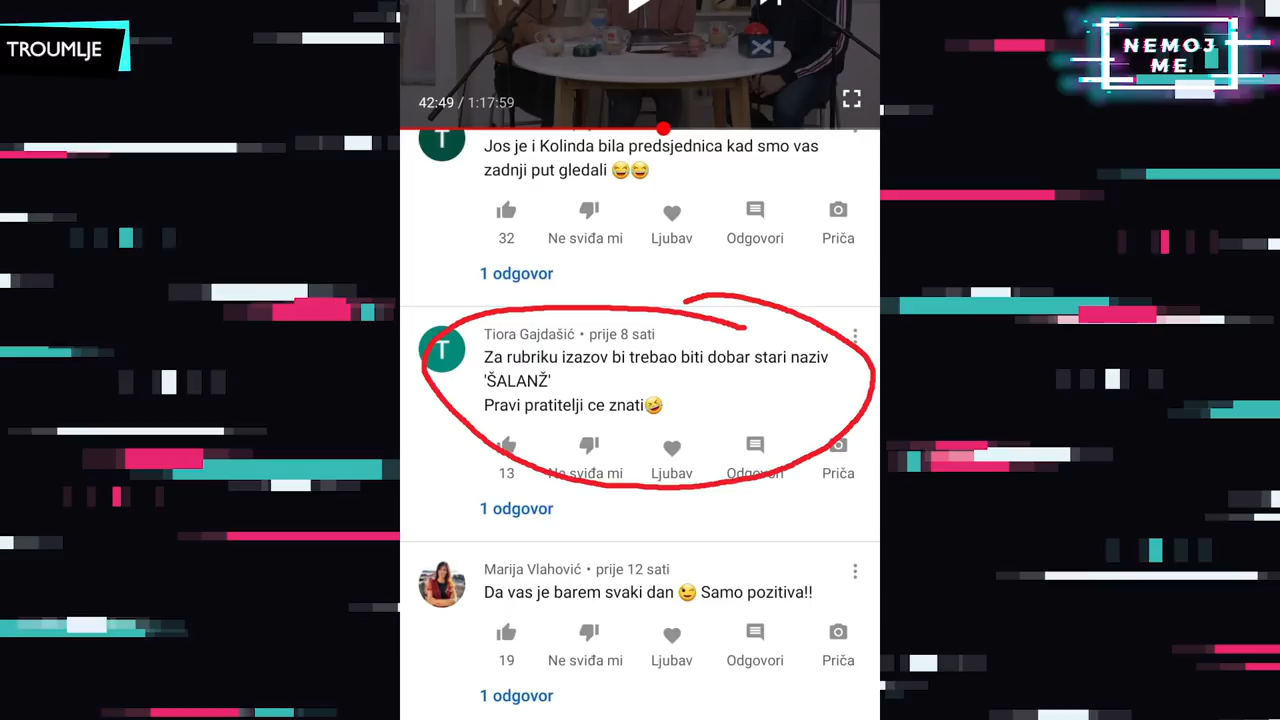 TROUMLJE
NEMOJ
ME.
42:49 / 1:17:59
T
Jos je i Kolinda bila predsjednica kad smo vas
zadnji put gledali 😅😅
32 Ne sviđa mi Ljubav Odgovori Priča
1 odgovor
T
Tiora Gajdašić • prije 8 sati
Za rubriku izazov bi trebao biti dobar stari naziv
'ŠALANŽ'
Pravi pratitelji ce znati🤣
13 Ne sviđa mi Ljubav Odgovori Priča
1 odgovor
Marija Vlahović • prije 12 sati
Da vas je barem svaki dan 😉 Samo pozitiva!!
19 Ne sviđa mi Ljubav Odgovori Priča
1 odgovor